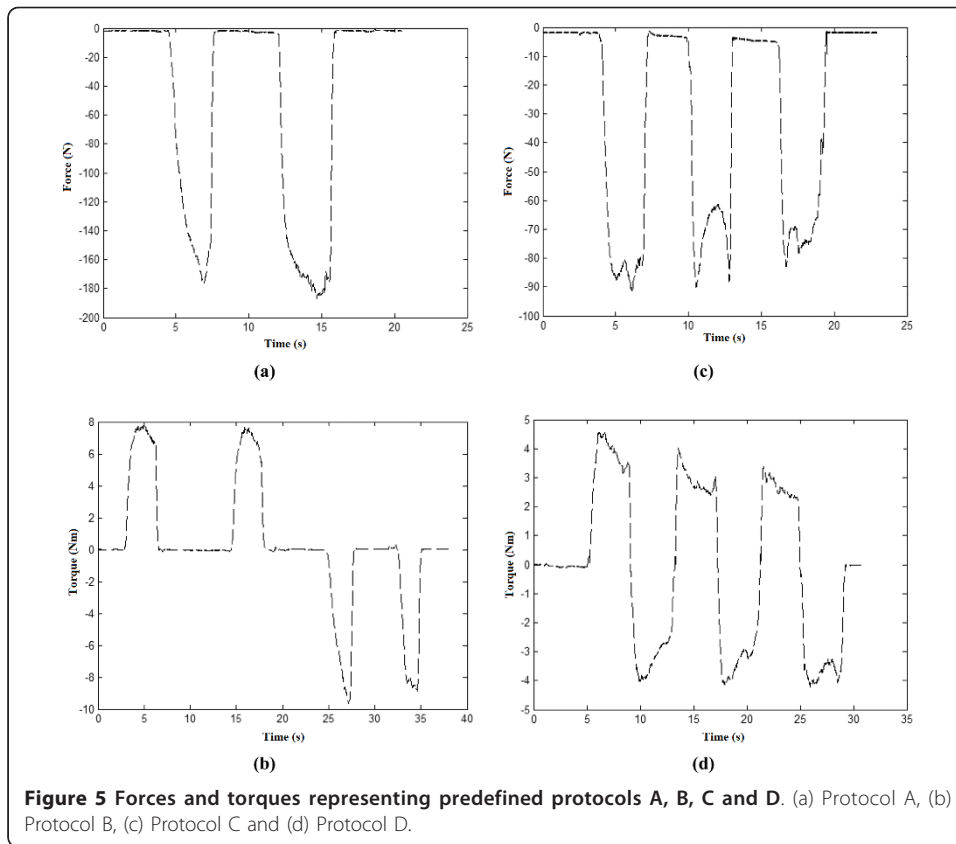 0
-20
-40
-60
-80
-100
-120
-140
-160
-180
-200
Force (N)
0 5 10 15 20 25
Time (s)
(a)
0
-10
-20
-30
-40
-50
-60
-70
-80
-90
-100
Force (N)
0 5 10 15 20 25
Time (s)
(c)
8
6
4
2
0
-2
-4
-6
-8
-10
Torque (Nm)
0 5 10 15 20 25 30 35 40
Time (s)
(b)
5
4
3
2
1
0
-1
-2
-3
-4
-5
Torque (Nm)
0 5 10 15 20 25 30 35
Time (s)
(d)
Figure 5 Forces and torques representing predefined protocols A, B, C and D. (a) Protocol A, (b)
Protocol B, (c) Protocol C and (d) Protocol D.